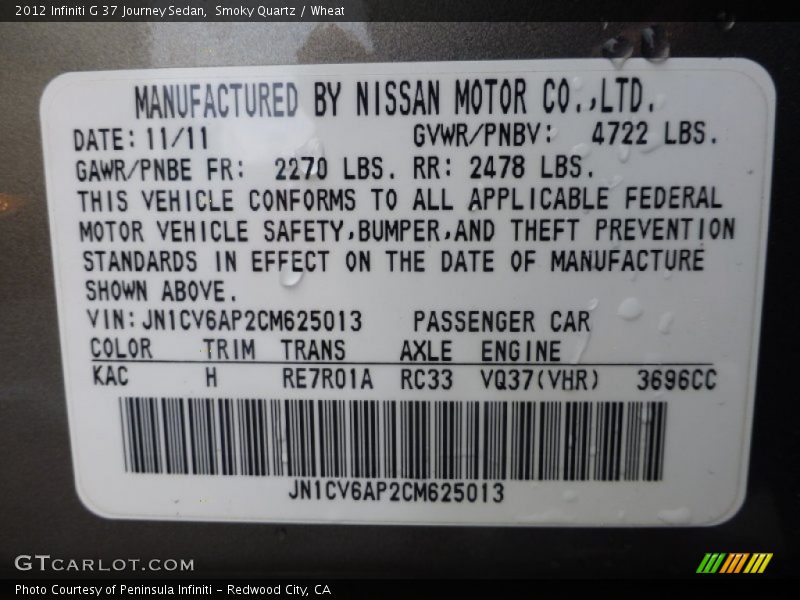 2012 Infiniti G 37 Journey Sedan, Smoky Quartz / Wheat
MANUFACTURED BY NISSAN MOTOR CO.,LTD.
DATE: 11/11 GVWR/PNBV: 4722 LBS.
GAWR/PNBE FR: 2270 LBS. RR: 2478 LBS.
THIS VEHICLE CONFORMS TO ALL APPLICABLE FEDERAL
MOTOR VEHICLE SAFETY,BUMPER,AND THEFT PREVENTION
STANDARDS IN EFFECT ON THE DATE OF MANUFACTURE
SHOWN ABOVE.
VIN: JN1CV6AP2CM625013 PASSENGER CAR
COLOR TRIM TRANS AXLE ENGINE
KAC H RE7R01A RC33 VQ37(VHR) 3696CC
JN1CV6AP2CM625013
GTCARLOT.COM
Photo Courtesy of Peninsula Infiniti - Redwood City, CA